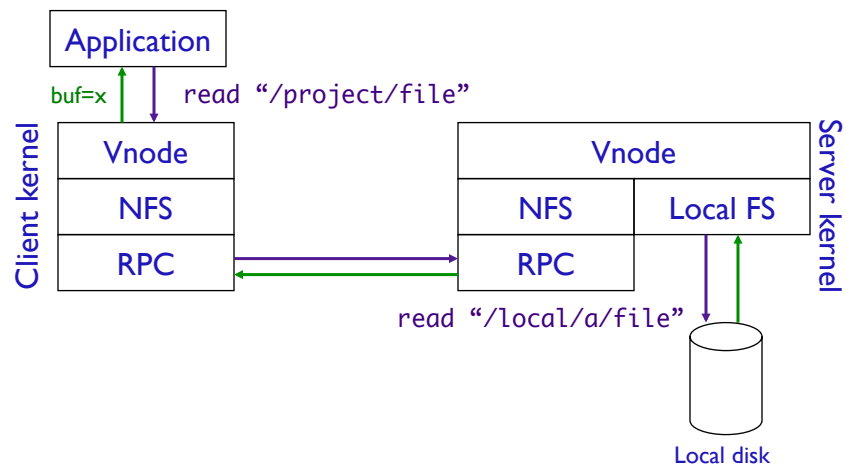 Application
buf=x
read “/project/file”
Client kernel
Vnode
NFS
RPC
Vnode
NFS
Local FS
RPC
Server kernel
read “/local/a/file”
Local disk